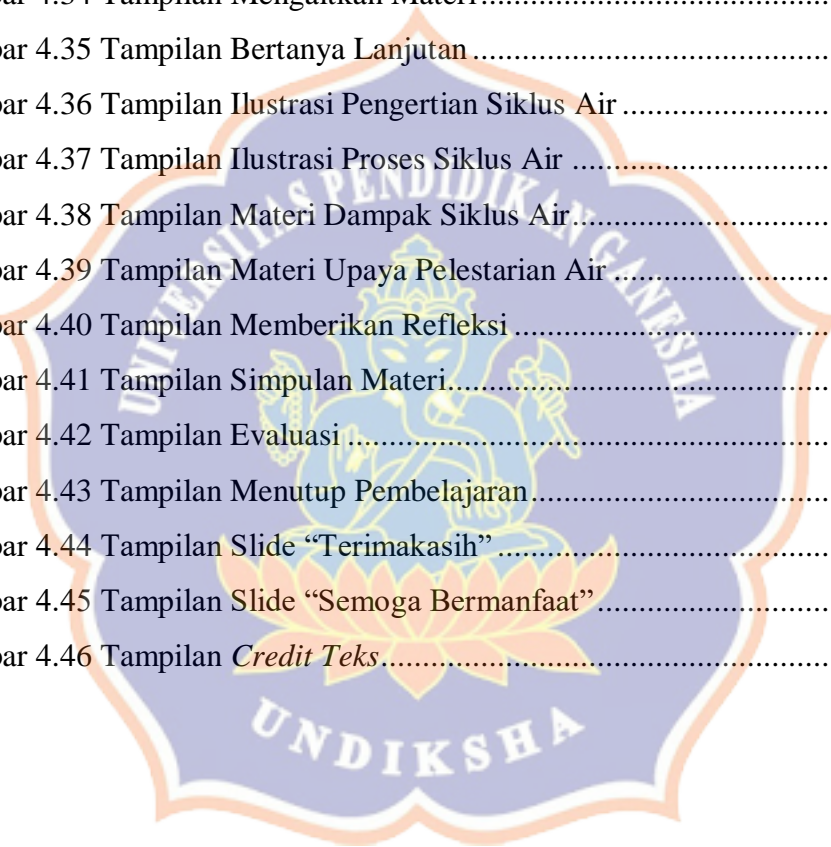 bar 4.34 Tampilan Mengaitkan Materi
bar 4.35 Tampilan Bertanya Lanjutan
bar 4.36 Tampilan Ilustrasi Pengertian Siklus Air
bar 4.37 Tampilan Ilustrasi Proses Siklus Air
bar 4.38 Tampilan Materi Dampak Siklus Air
bar 4.39 Tampilan Materi Upaya Pelestarian Air
bar 4.40 Tampilan Memberikan Refleksi
bar 4.41 Tampilan Simpulan Materi
bar 4.42 Tampilan Evaluasi
bar 4.43 Tampilan Menutup Pembelajaran
bar 4.44 Tampilan Slide “Terimakasih”
bar 4.45 Tampilan Slide “Semoga Bermanfaat”
bar 4.46 Tampilan Credit Teks
UNIVERSITAS PENDIDIKAN GANESHA
UNDIKSHA